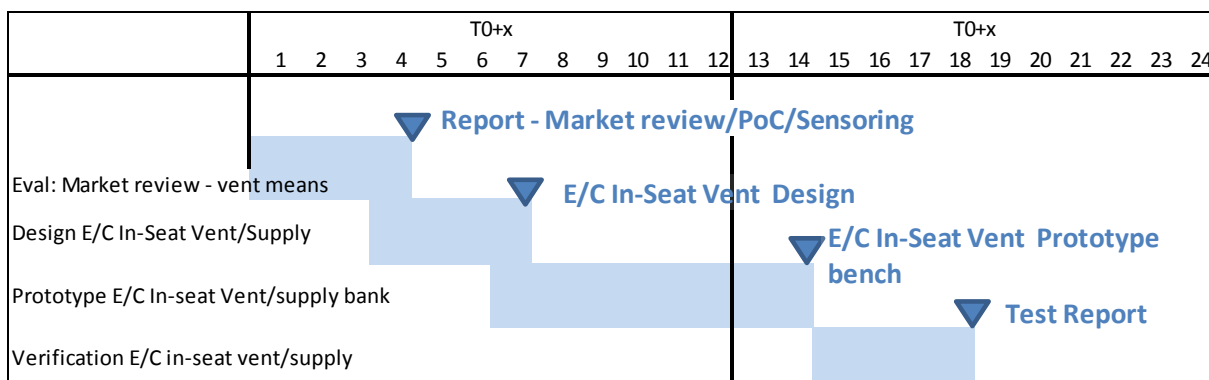 T0+x T0+x
1 2 3 4 5 6 7 8 9 10 11 12 13 14 15 16 17 18 19 20 21 22 23 24
Report - Market review/PoC/Sensoring
Eval: Market review - vent means
E/C In-Seat Vent Design
Design E/C In-Seat Vent/Supply
E/C In-Seat Vent Prototype
bench
Prototype E/C In-seat Vent/supply bank
Test Report
Verification E/C in-seat vent/supply